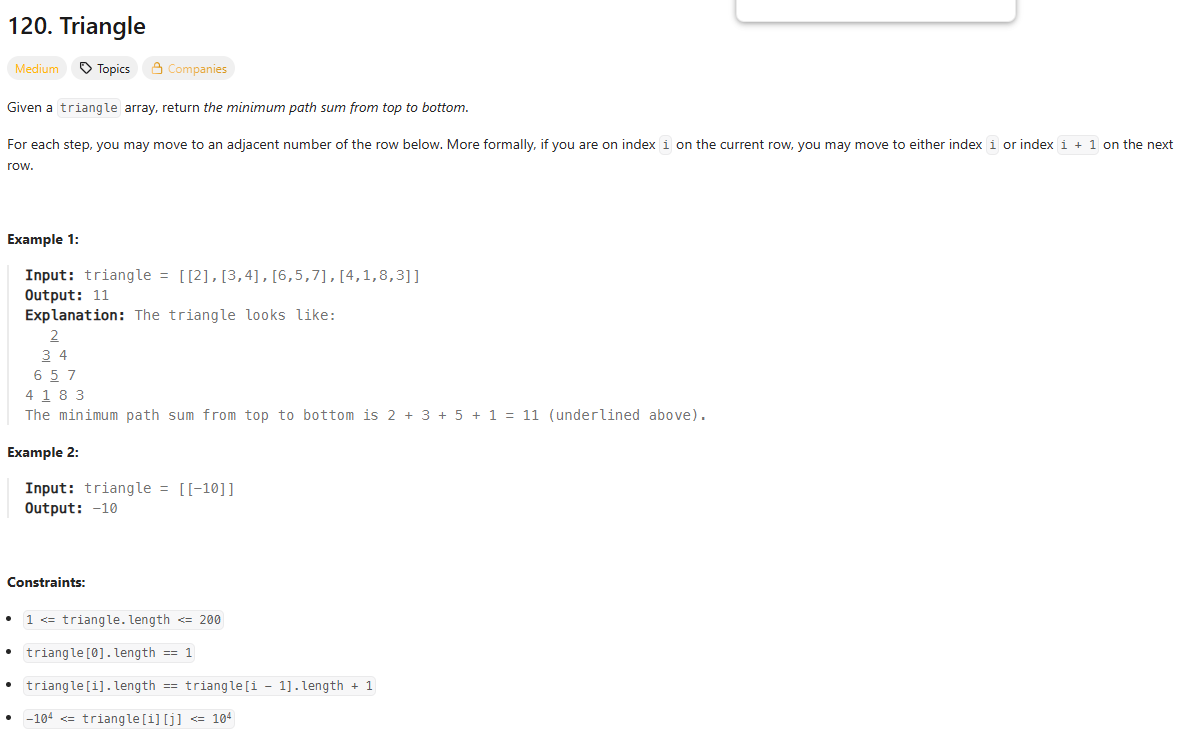 120. Triangle
Medium Topics Companies
Given a triangle array, return the minimum path sum from top to bottom.
For each step, you may move to an adjacent number of the row below. More formally, if you are on index i on the current row, you may move to either index i or index i + 1 on the next
row.
Example 1:
Input: triangle = [[2],[3,4],[6,5,7],[4,1,8,3]]
Output: 11
Explanation: The triangle looks like:
2
3 4
6 5 7
4 1 8 3
The minimum path sum from top to bottom is 2 + 3 + 5 + 1 = 11 (underlined above).
Example 2:
Input: triangle = [[-10]]
Output: -10
Constraints:
• 1 <= triangle.length <= 200
• triangle[0].length == 1
• triangle[i].length == triangle[i - 1].length + 1
• -10⁴ <= triangle[i][j] <= 10⁴